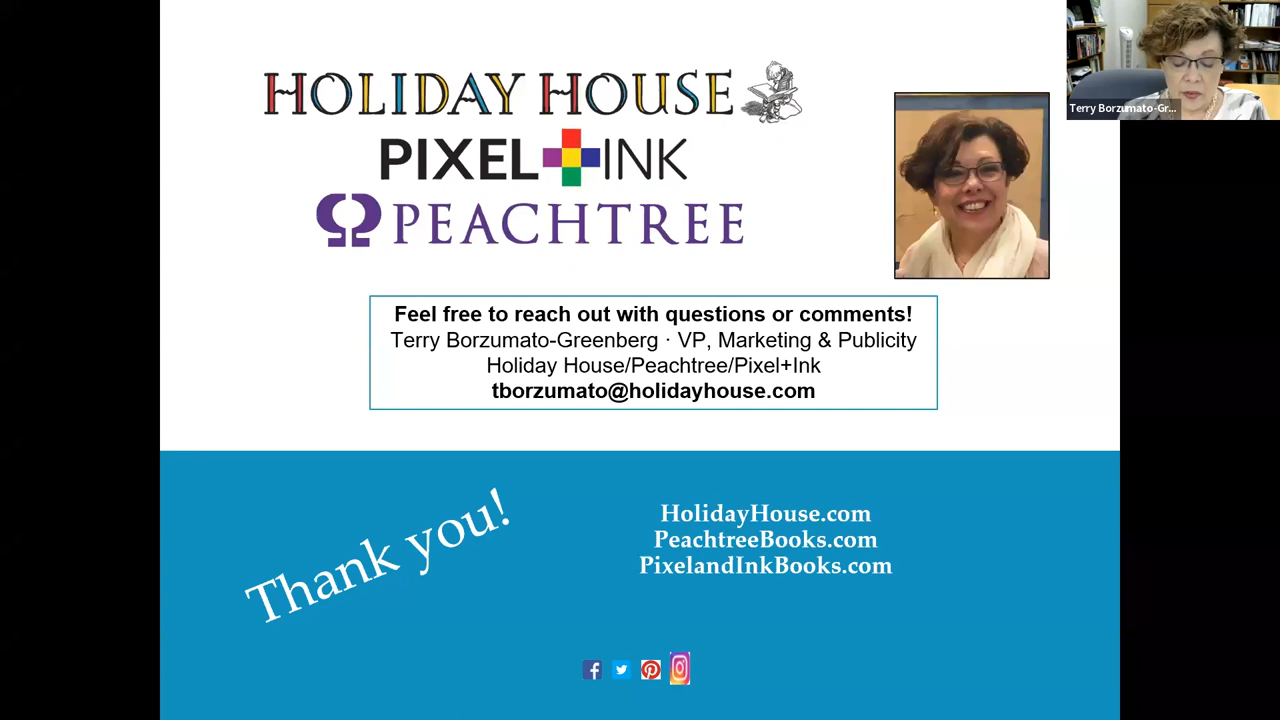 HOLIDAY HOUSE
PIXEL+INK
PEACHTREE
Terry Borzumato-Gr...
Feel free to reach out with questions or comments!
Terry Borzumato-Greenberg · VP, Marketing & Publicity
Holiday House/Peachtree/Pixel+Ink
tborzumato@holidayhouse.com
Thank you!
HolidayHouse.com
PeachtreeBooks.com
PixelandInkBooks.com